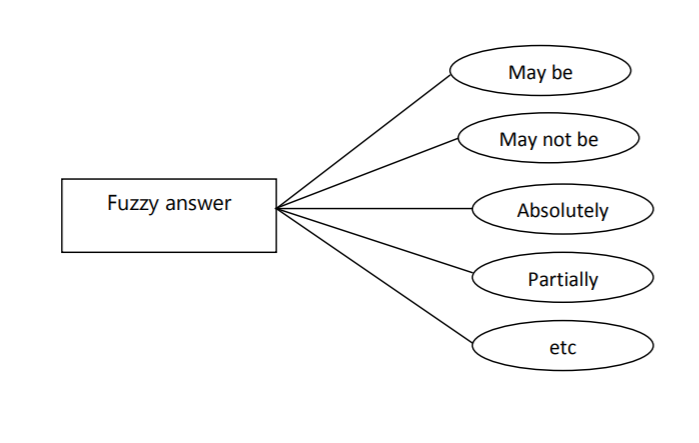 May be
May not be
Fuzzy answer
Absolutely
Partially
etc